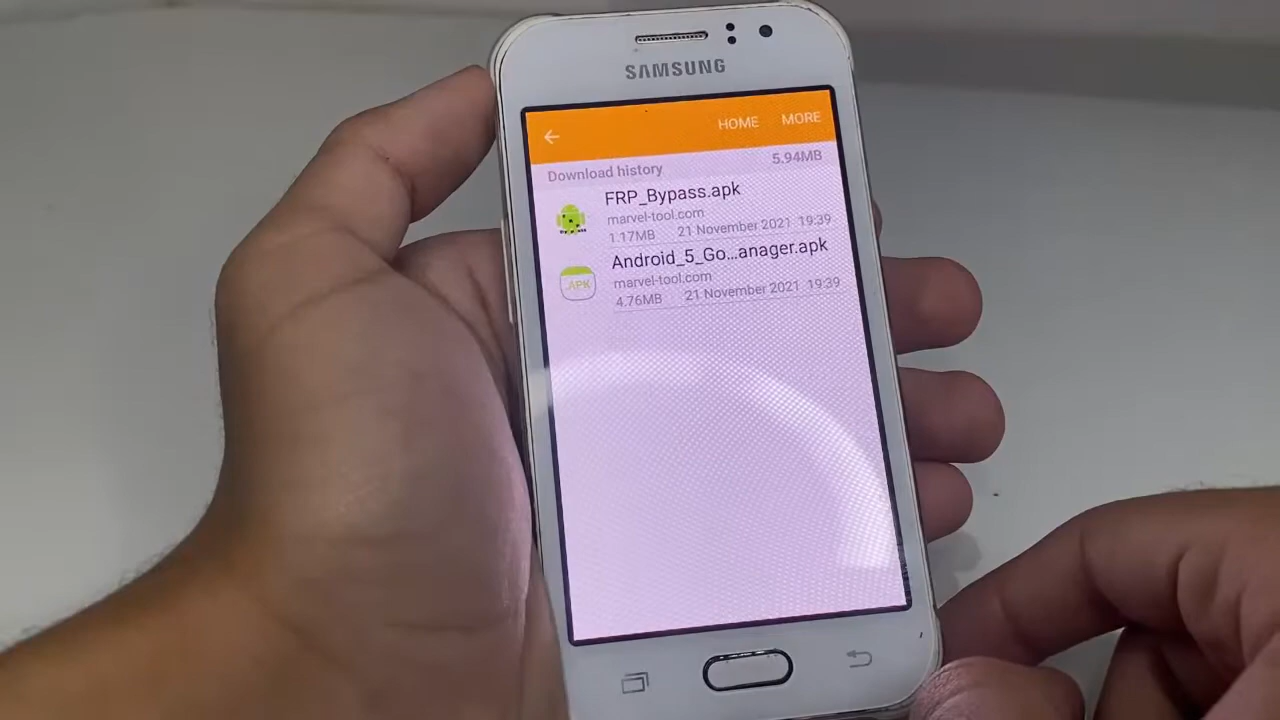 SAMSUNG
HOME MORE
Download history 5.94MB
FRP_Bypass.apk
marvel-tool.com
1.17MB 21 November 2021 19:39
Android_5_Go...anager.apk
marvel-tool.com
4.76MB 21 November 2021 19:39
.APK